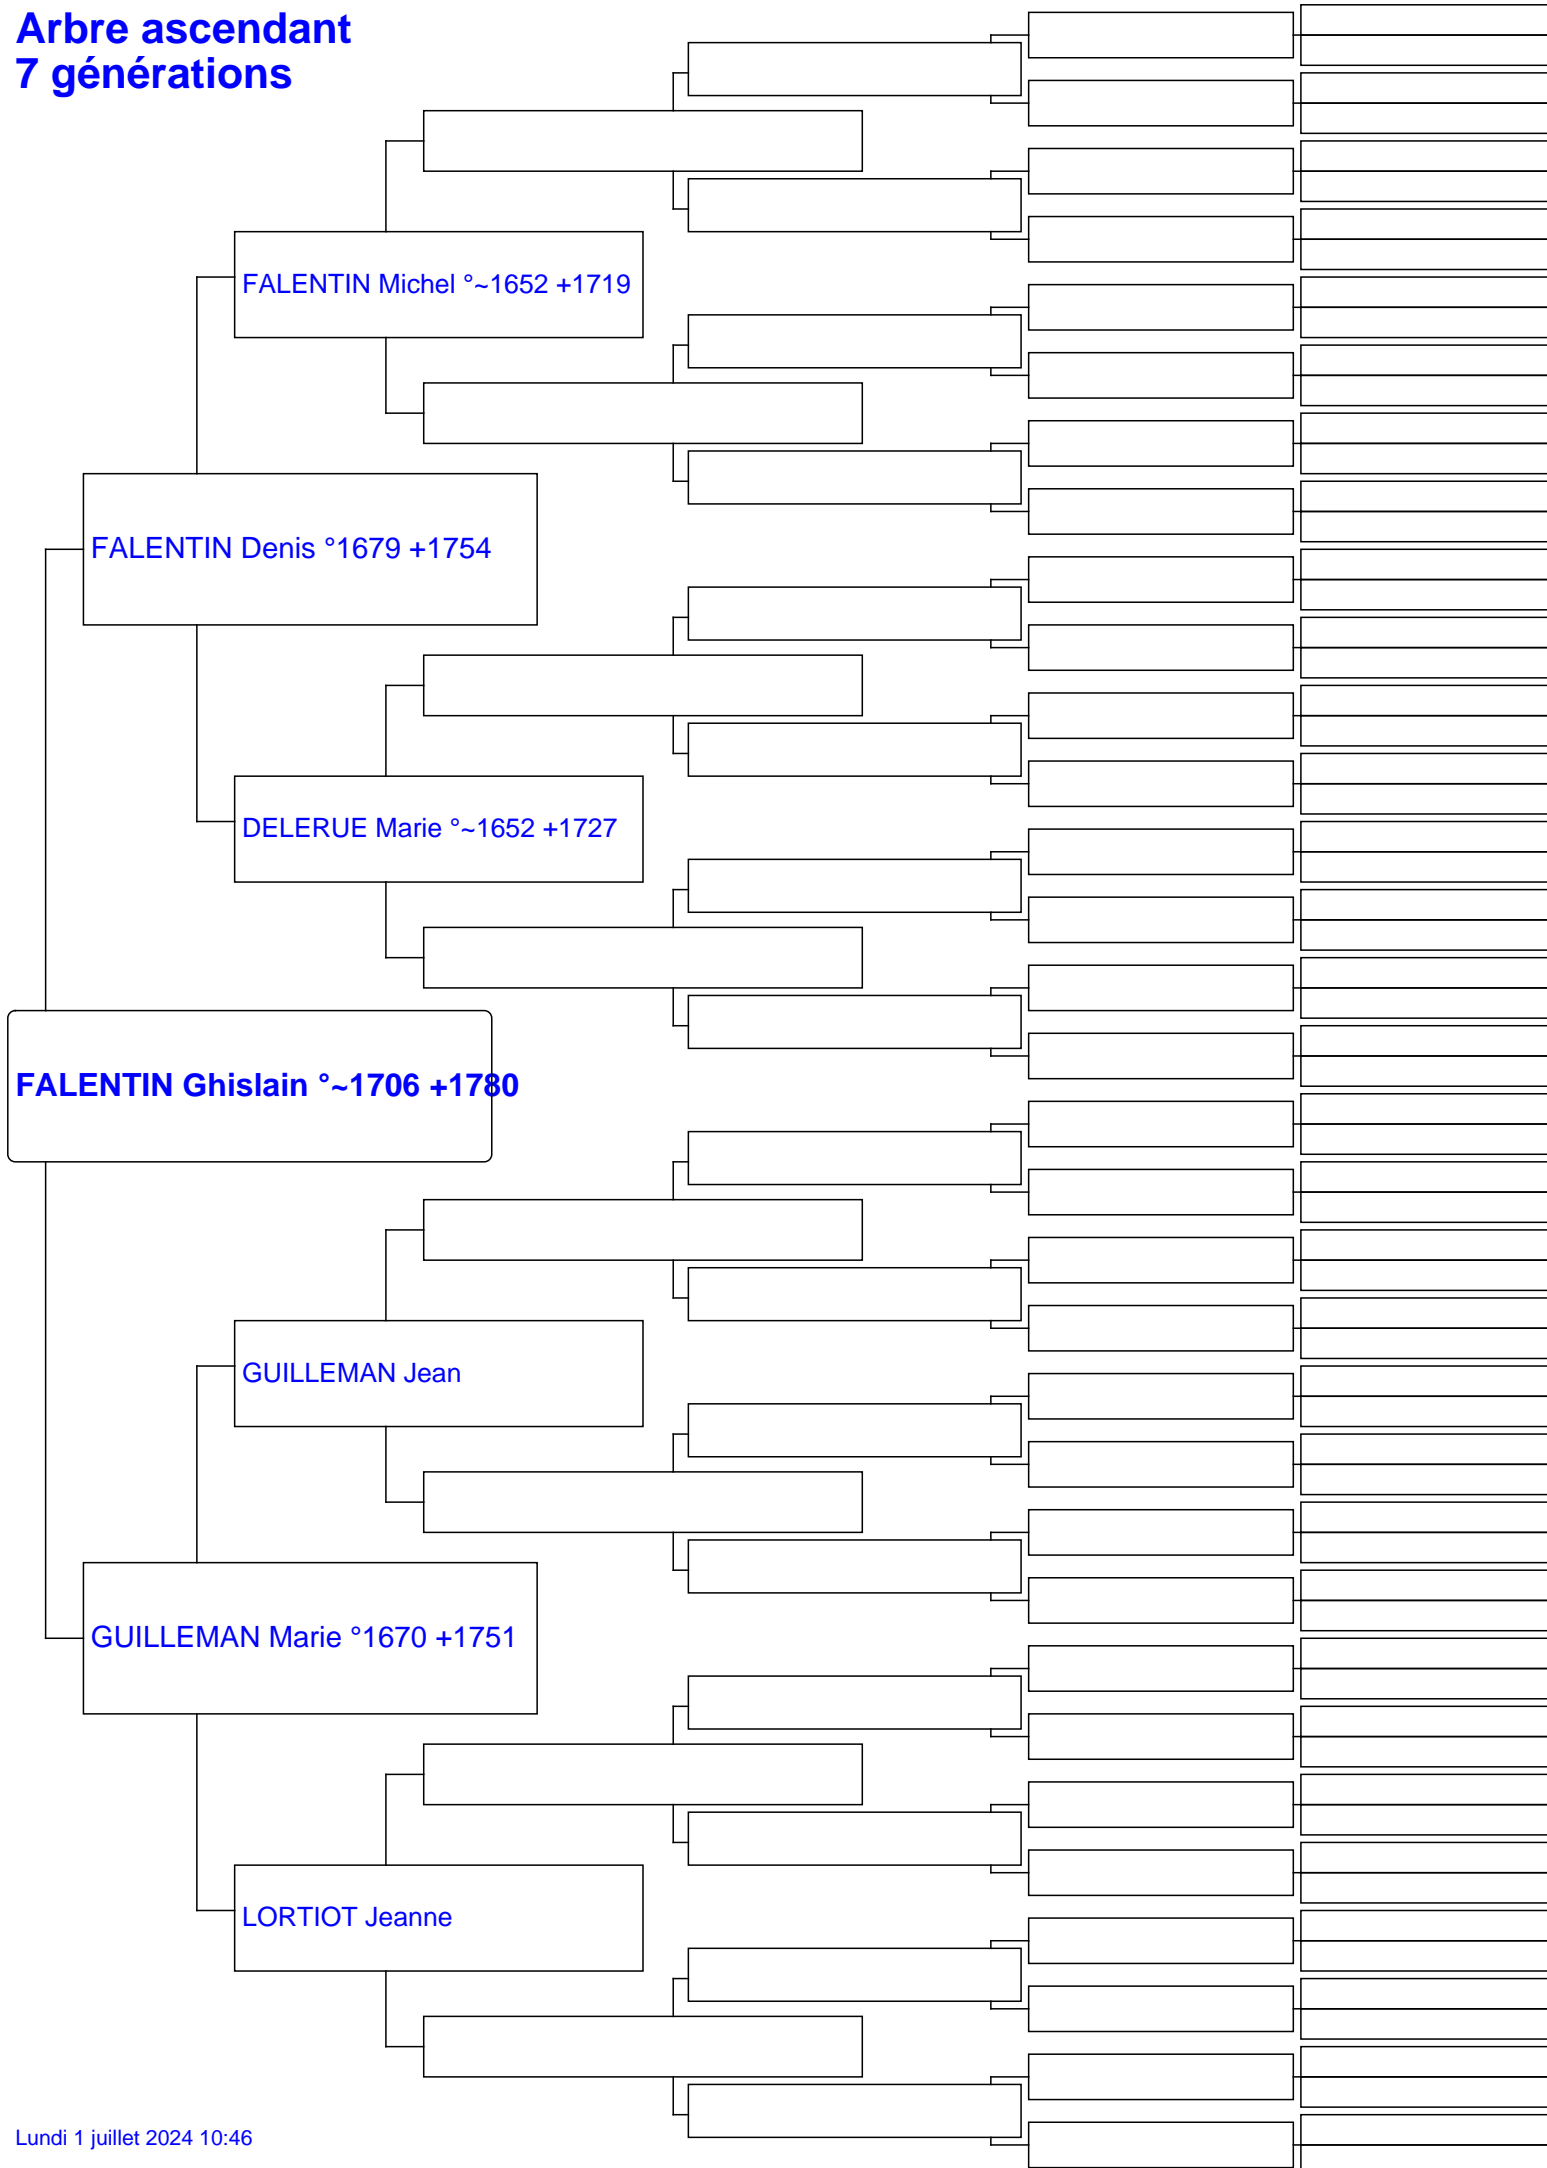 Arbre ascendant
7 générations
FALENTIN Michel °~1652 +1719
FALENTIN Denis °1679 +1754
DELERUE Marie °~1652 +1727
FALENTIN Ghislain °~1706 +1780
GUILLEMAN Jean
GUILLEMAN Marie °1670 +1751
LORTIOT Jeanne
Lundi 1 juillet 2024 10:46